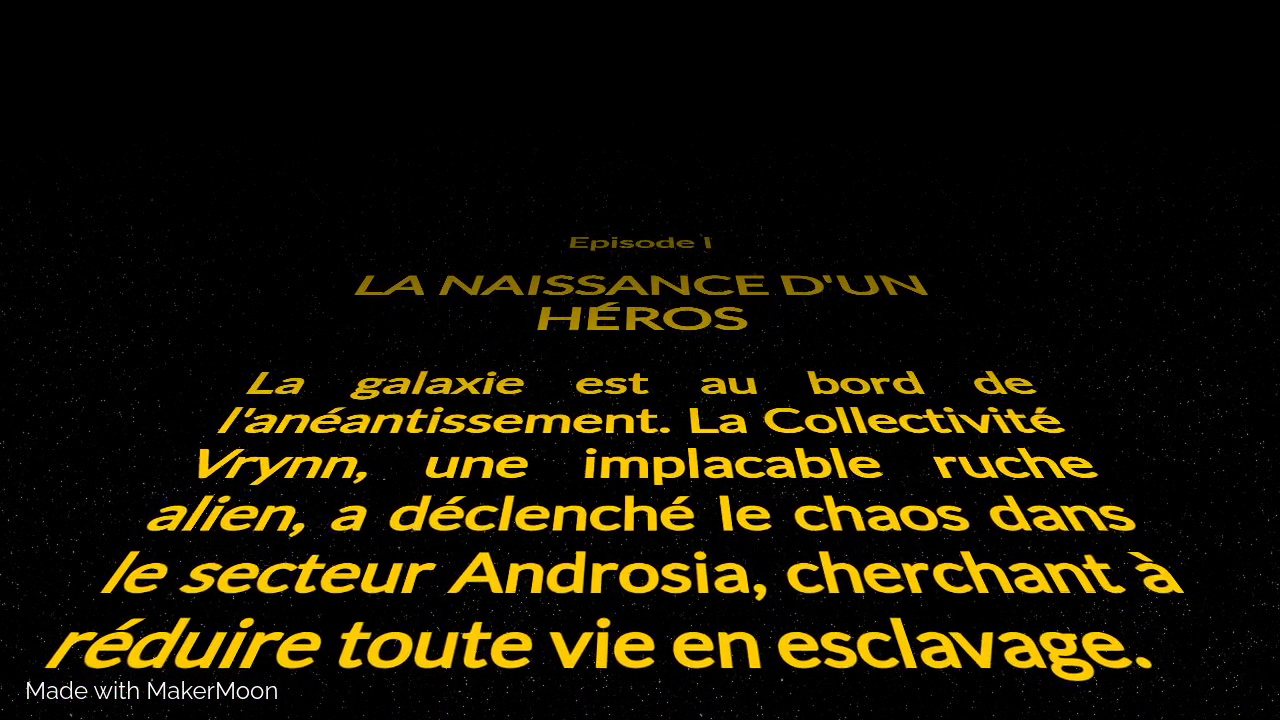 Episode I
LA NAISSANCE D'UN
HÉROS
La galaxie est au bord de
l'anéantissement. La Collectivité
Vrynn, une implacable ruche
alien, a déclenché le chaos dans
le secteur Androsia, cherchant à
réduire toute vie en esclavage.
Made with MakerMoon